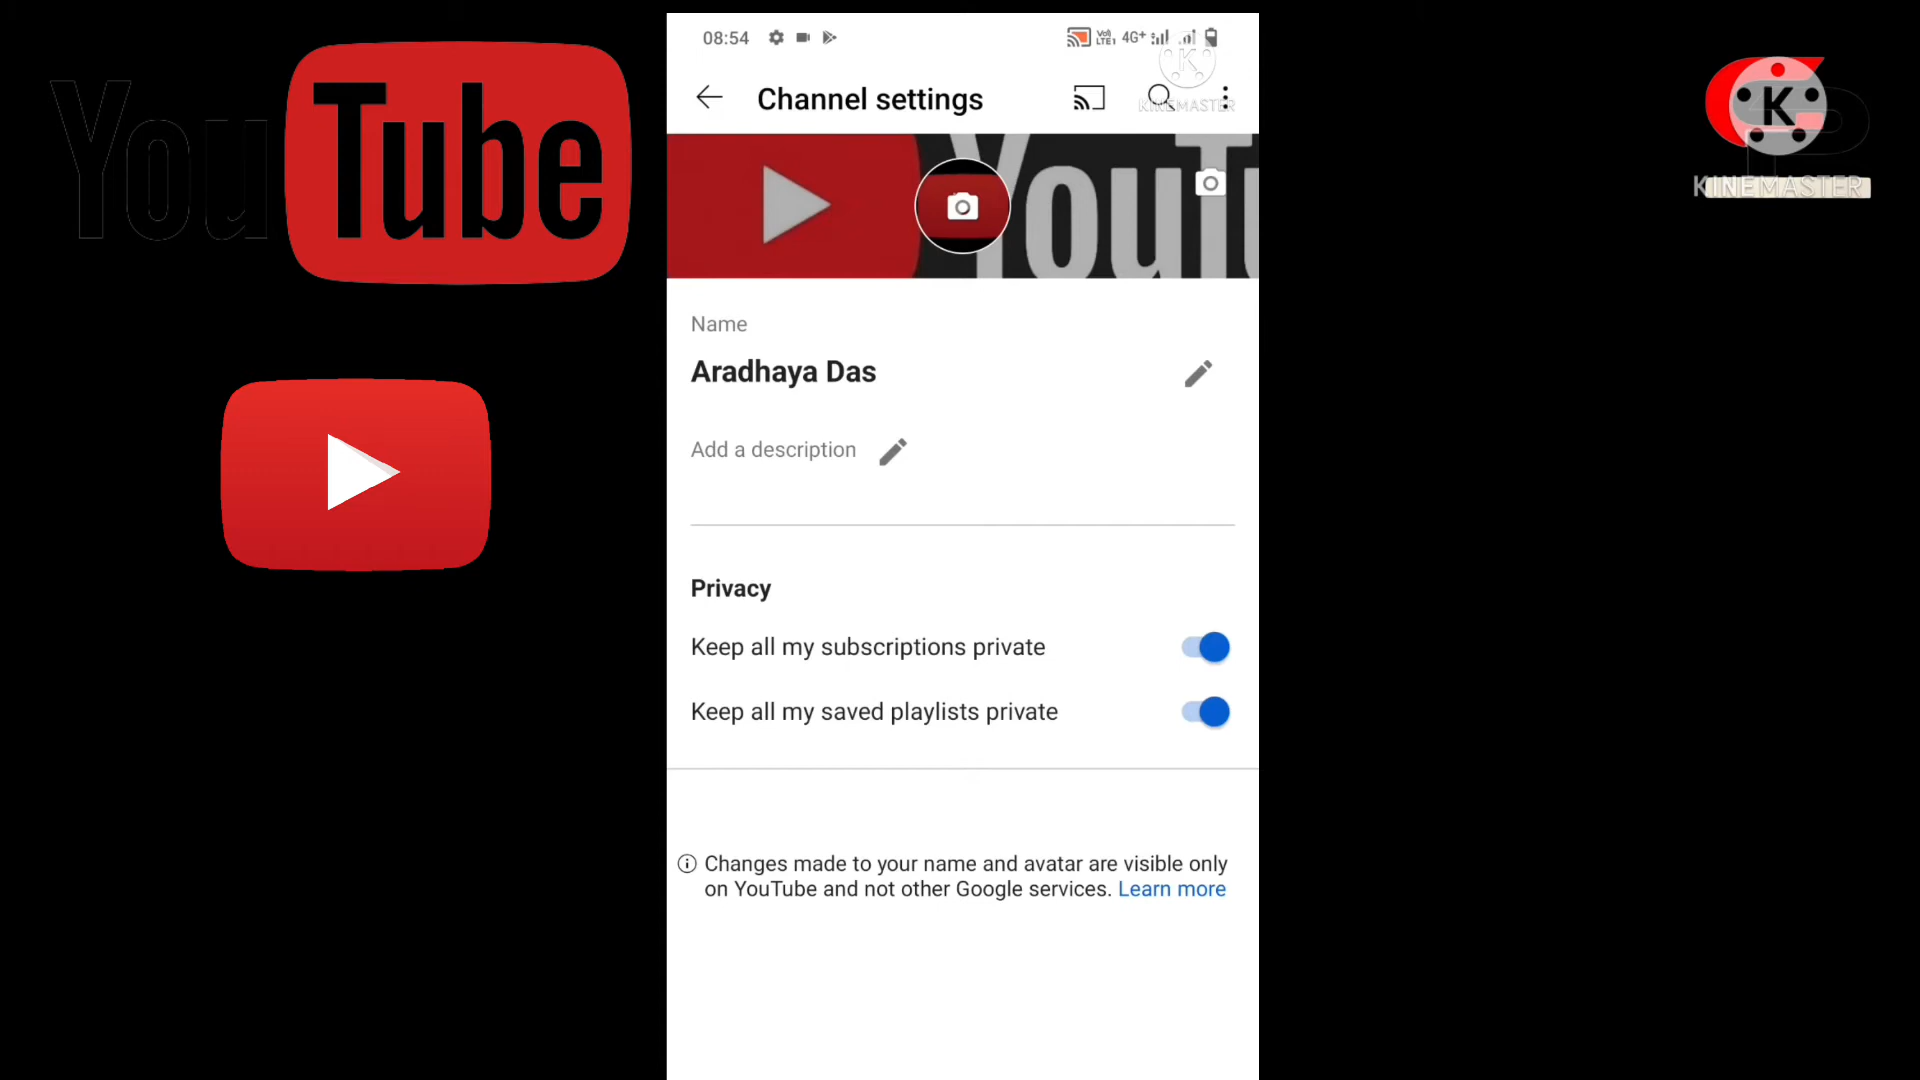 YouTube
08:54
4G+
Channel settings
KINEMASTER
KINEMASTER
YouT
Name
Aradhaya Das
Add a description
Privacy
Keep all my subscriptions private
Keep all my saved playlists private
Changes made to your name and avatar are visible only
on YouTube and not other Google services. Learn more